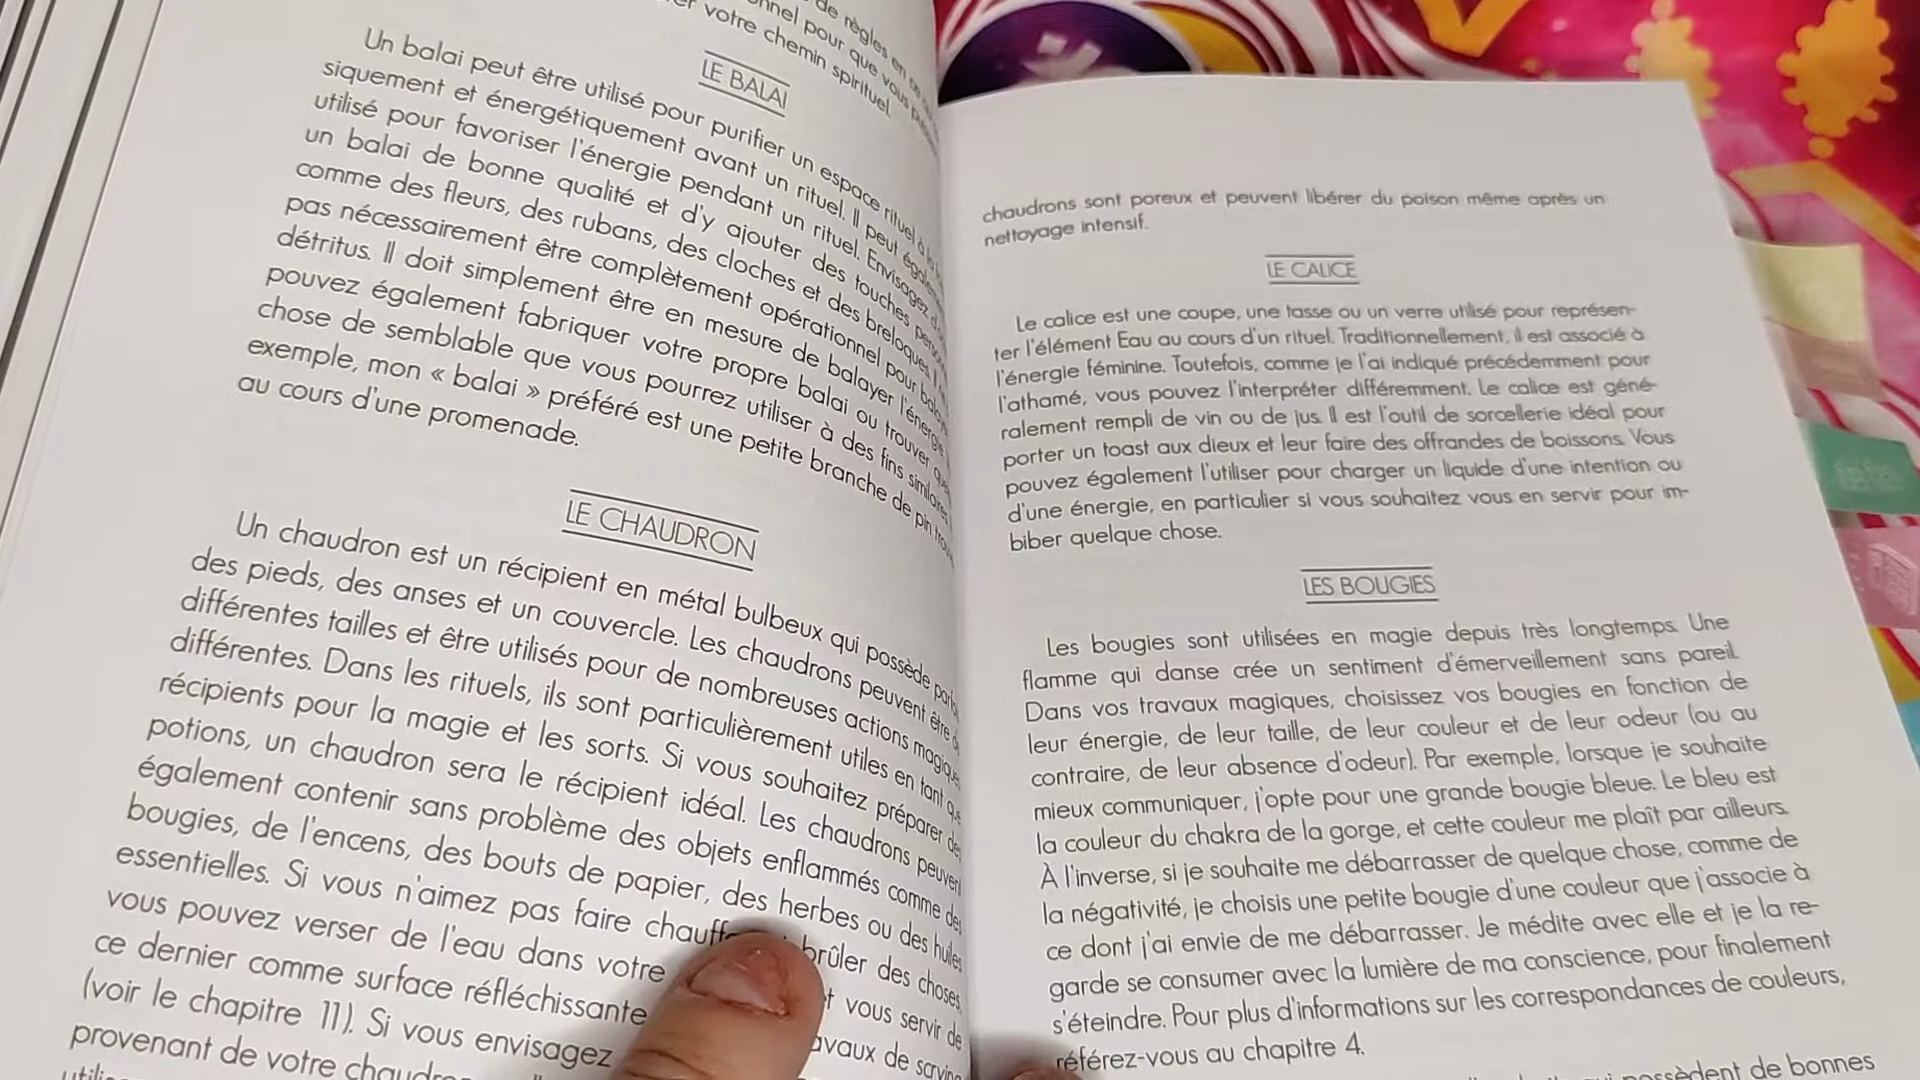 de règles en ce
nnel pour que vous
er votre chemin spirituel.
LE BALAI
Un balai peut être utilisé pour purifier un espace rituel à la
siquement et énergétiquement avant un rituel. Il peut
utilisé pour favoriser l'énergie pendant un rituel. Envisagez
un balai de bonne qualité et d'y ajouter des touches
comme des fleurs, des rubans, des cloches et des breloques.
pas nécessairement être complètement opérationnel pour
détritus. Il doit simplement être en mesure de balayer l'énergie.
pouvez également fabriquer votre propre balai ou trouver
chose de semblable que vous pourrez utiliser à des fins similaires.
exemple, mon « balai » préféré est une petite branche de pin
au cours d'une promenade.
LE CHAUDRON
Un chaudron est un récipient en métal bulbeux qui possède
des pieds, des anses et un couvercle. Les chaudrons peuvent être
différentes tailles et être utilisés pour de nombreuses actions
différentes. Dans les rituels, ils sont particulièrement utiles en tant
récipients pour la magie et les sorts. Si vous souhaitez préparer
potions, un chaudron sera le récipient idéal. Les chaudrons
également contenir sans problème des objets enflammés comme
bougies, de l'encens, des bouts de papier, des herbes ou des huiles
essentielles. Si vous n'aimez pas faire brûler des choses,
vous pouvez verser de l'eau dans votre et vous servir de
ce dernier comme surface réfléchissante de
(voir le chapitre 11). Si vous envisagez
provenant de votre
chaudrons sont poreux et peuvent libérer du poison même après un
nettoyage intensif.
LE CALICE
Le calice est une coupe, une tasse ou un verre utilisé pour représen-
ter l'élément Eau au cours d'un rituel. Traditionnellement, il est associé à
l'énergie féminine. Toutefois, comme je l'ai indiqué précédemment pour
l'athamé, vous pouvez l'interpréter différemment. Le calice est géné-
ralement rempli de vin ou de jus. Il est l'outil de sorcellerie idéal pour
porter un toast aux dieux et leur faire des offrandes de boissons. Vous
pouvez également l'utiliser pour charger un liquide d'une intention ou
d'une énergie, en particulier si vous souhaitez vous en servir pour im-
biber quelque chose.
LES BOUGIES
Les bougies sont utilisées en magie depuis très longtemps. Une
flamme qui danse crée un sentiment d'émerveillement sans pareil.
Dans vos travaux magiques, choisissez vos bougies en fonction de
leur énergie, de leur taille, de leur couleur et de leur odeur (ou au
contraire, de leur absence d'odeur). Par exemple, lorsque je souhaite
mieux communiquer, j'opte pour une grande bougie bleue. Le bleu est
la couleur du chakra de la gorge, et cette couleur me plaît par ailleurs.
À l'inverse, si je souhaite me débarrasser de quelque chose, comme de
la négativité, je choisis une petite bougie d'une couleur que j'associe à
ce dont j'ai envie de me débarrasser. Je médite avec elle et je la re-
garde se consumer avec la lumière de ma conscience, pour finalement
s'éteindre. Pour plus d'informations sur les correspondances de couleurs,
référez-vous au chapitre 4.
possèdent de bonnes